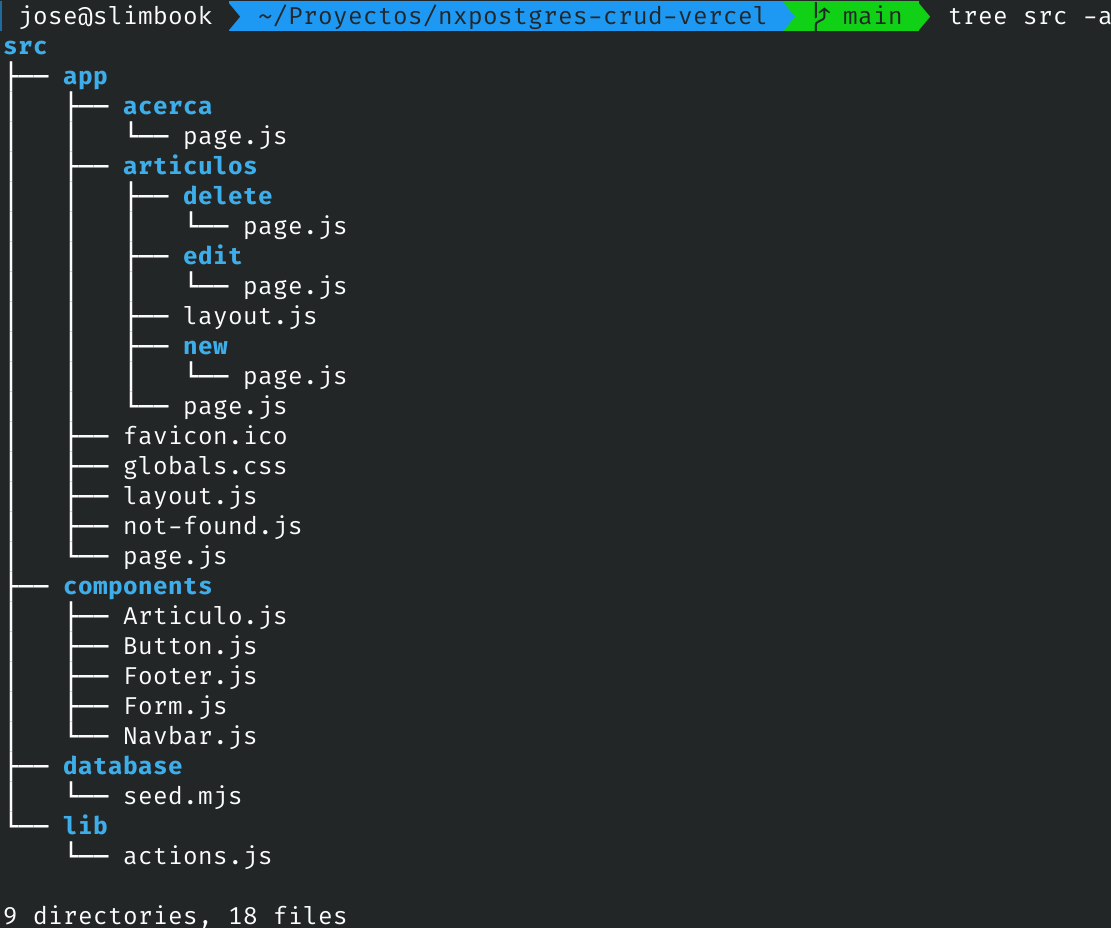 jose@slimbook ~/Proyectos/nxpostgres-crud-vercel main tree src -a
src
├── app
│   ├── acerca
│   │   └── page.js
│   ├── articulos
│   │   ├── delete
│   │   │   └── page.js
│   │   ├── edit
│   │   │   └── page.js
│   │   ├── layout.js
│   │   ├── new
│   │   │   └── page.js
│   │   └── page.js
│   ├── favicon.ico
│   ├── globals.css
│   ├── layout.js
│   ├── not-found.js
│   └── page.js
├── components
│   ├── Articulo.js
│   ├── Button.js
│   ├── Footer.js
│   ├── Form.js
│   └── Navbar.js
├── database
│   └── seed.mjs
└── lib
    └── actions.js
9 directories, 18 files